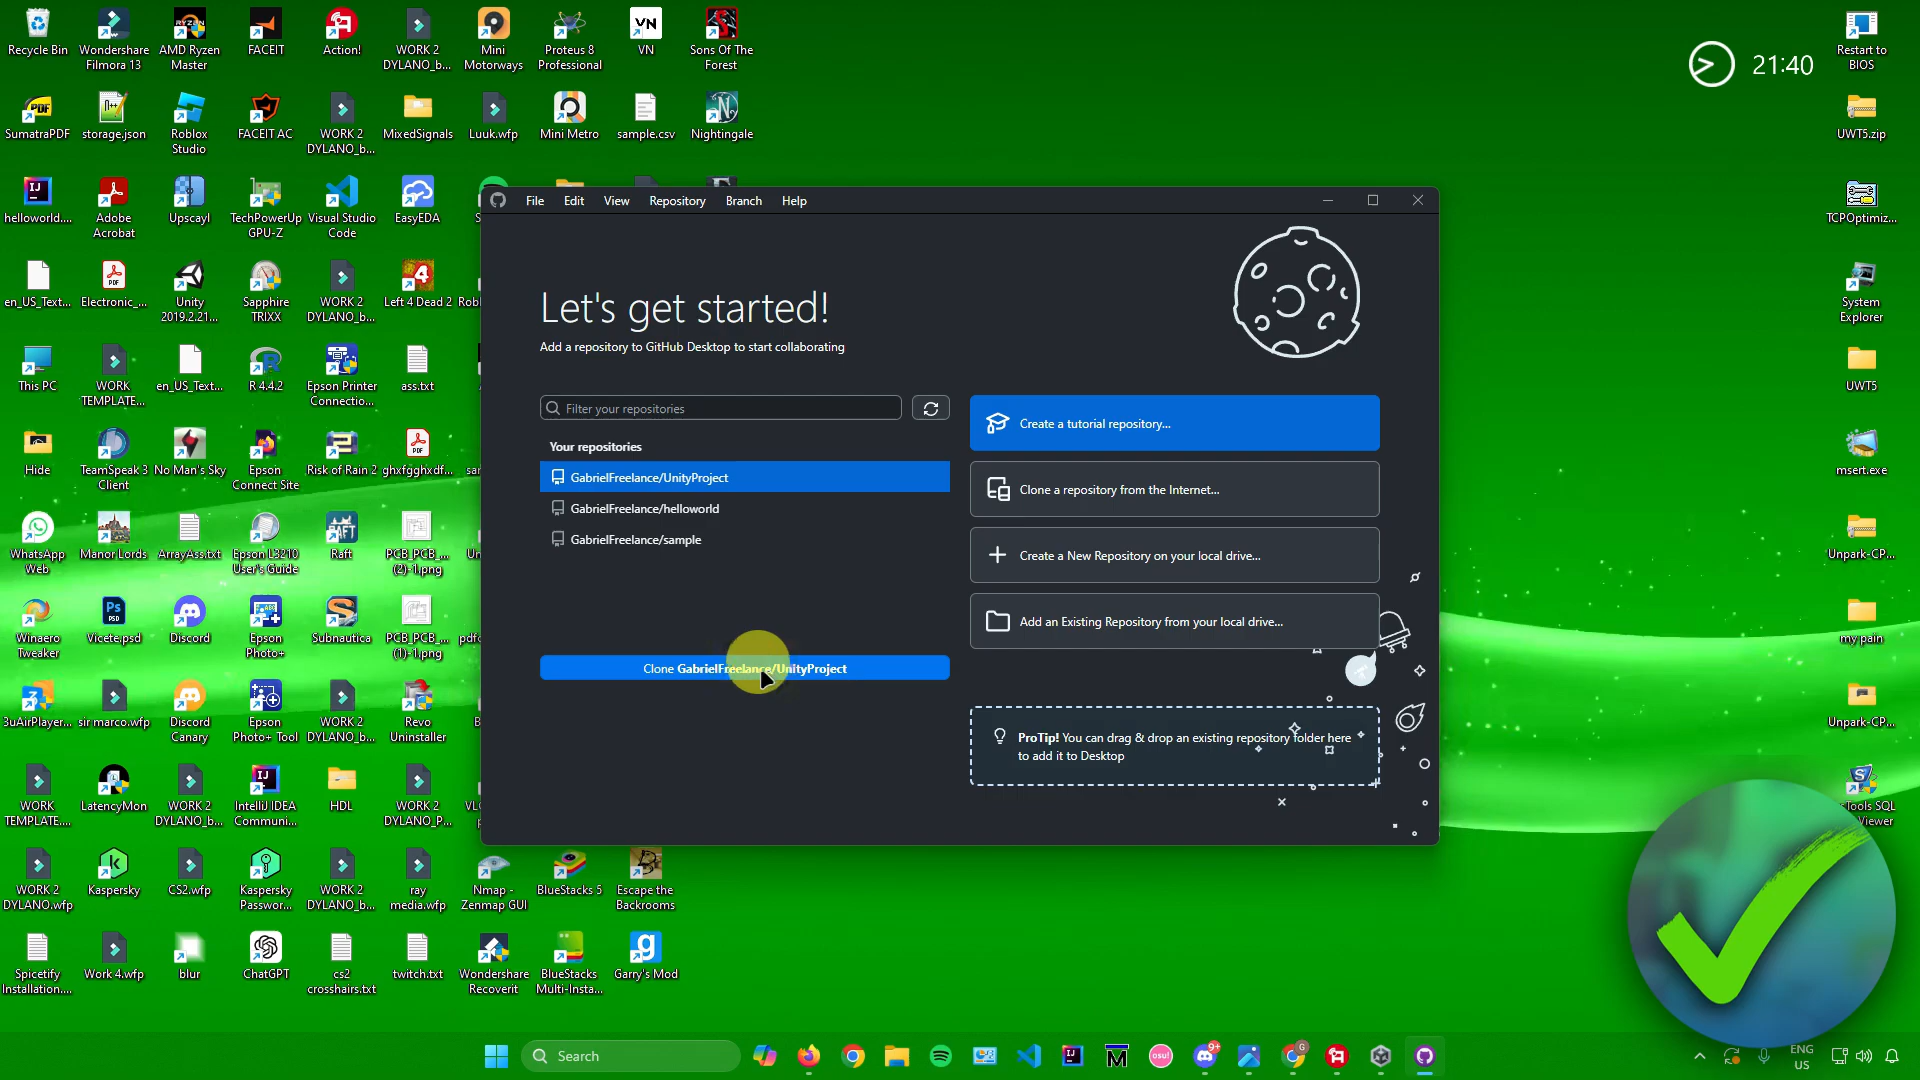 Recycle Bin
Wondershare
Filmora 13
AMD Ryzen
Master
FACEIT
Action!
WORK 2
DYLANO_b...
Mini
Motorways
Proteus 8
Professional
VN
Sons Of The
Forest
Restart to
BIOS
21:40
SumatraPDF
storage.json
Roblox
Studio
FACEIT AC
WORK 2
DYLANO_b...
MixedSignals
Luuk.wfp
Mini Metro
sample.csv
Nightingale
UWT5.zip
helloworld....
Adobe
Acrobat
Upscayl
TechPowerUp
GPU-Z
Visual Studio
Code
EasyEDA
TCPOptimiz...
File
Edit
View
Repository
Branch
Help
en_US_Text...
Electronic_...
Unity
2019.2.21...
Sapphire
TRIXX
WORK 2
DYLANO_b...
Left 4 Dead 2
System
Explorer
Let's get started!
Add a repository to GitHub Desktop to start collaborating
This PC
WORK
TEMPLATE...
en_US_Text...
R 4.4.2
Epson Printer
Connectio...
ass.txt
UWT5
Filter your repositories
Your repositories
GabrielFreelance/UnityProject
GabrielFreelance/helloworld
GabrielFreelance/sample
Clone GabrielFreelance/UnityProject
Create a tutorial repository...
Clone a repository from the Internet...
Create a New Repository on your local drive...
Add an Existing Repository from your local drive...
ProTip! You can drag & drop an existing repository folder here
to add it to Desktop
Hide
TeamSpeak 3
Client
No Man's Sky
Epson
Connect Site
Risk of Rain 2
ghxfgghxdf...
msert.exe
WhatsApp
Web
Manor Lords
ArrayAss.txt
Epson L3210
User's Guide
Raft
PCB_PCB_...
(2)-1.png
Unpark-CP...
Winaero
Tweaker
Vicete.psd
Discord
Epson
Photo+
Subnautica
PCB_PCB_...
(1)-1.png
my pain
3uAirPlayer...
sir marco.wfp
Discord
Canary
Epson
Photo+ Tool
WORK 2
DYLANO_b...
Revo
Uninstaller
Unpark-CP...
WORK
TEMPLATE....
LatencyMon
WORK 2
DYLANO_b...
IntelliJ IDEA
Communi...
HDL
WORK 2
DYLANO_P...
Tools SQL
Viewer
WORK 2
DYLANO.wfp
Kaspersky
CS2.wfp
Kaspersky
Passwor...
WORK 2
DYLANO_b...
ray
media.wfp
Nmap -
Zenmap GUI
BlueStacks 5
Escape the
Backrooms
Spicetify
Installation....
Work 4.wfp
blur
ChatGPT
cs2
crosshairs.txt
twitch.txt
Wondershare
Recoverit
BlueStacks
Multi-Insta...
Garry's Mod
Search
ENG
US